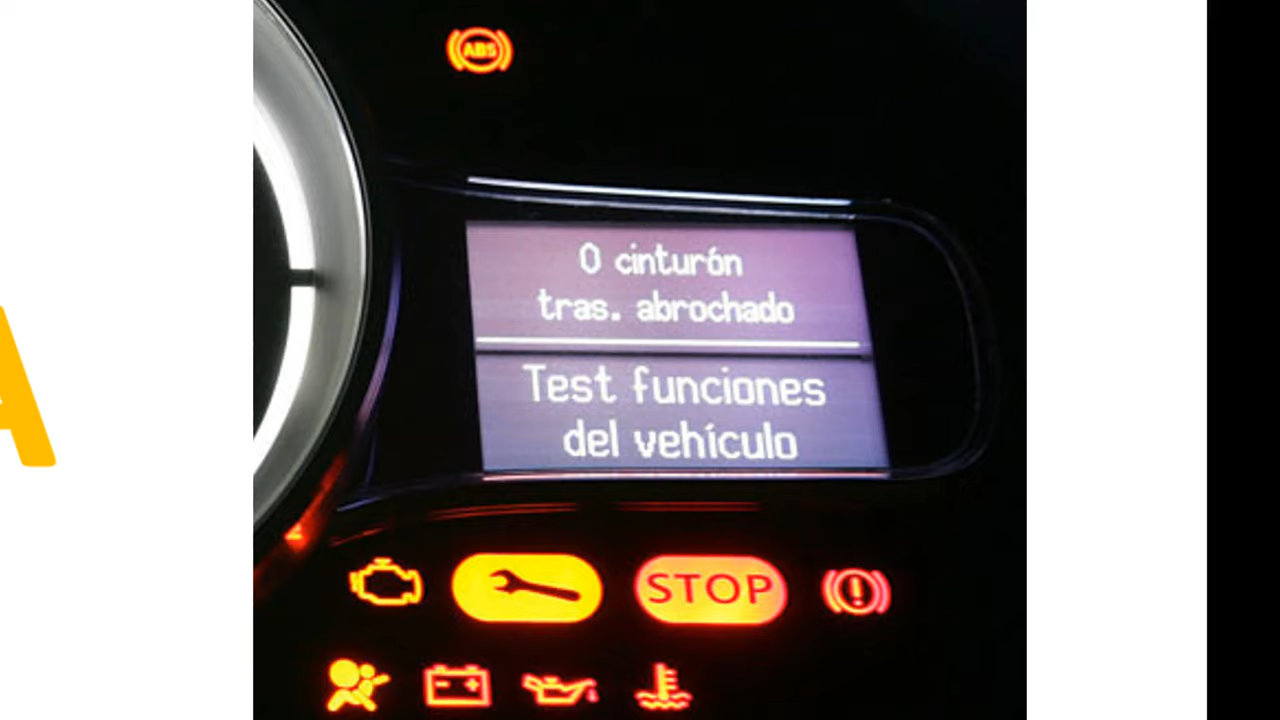 A
ABS
0 cinturón
tras. abrochado
Test funciones
del vehículo
STOP